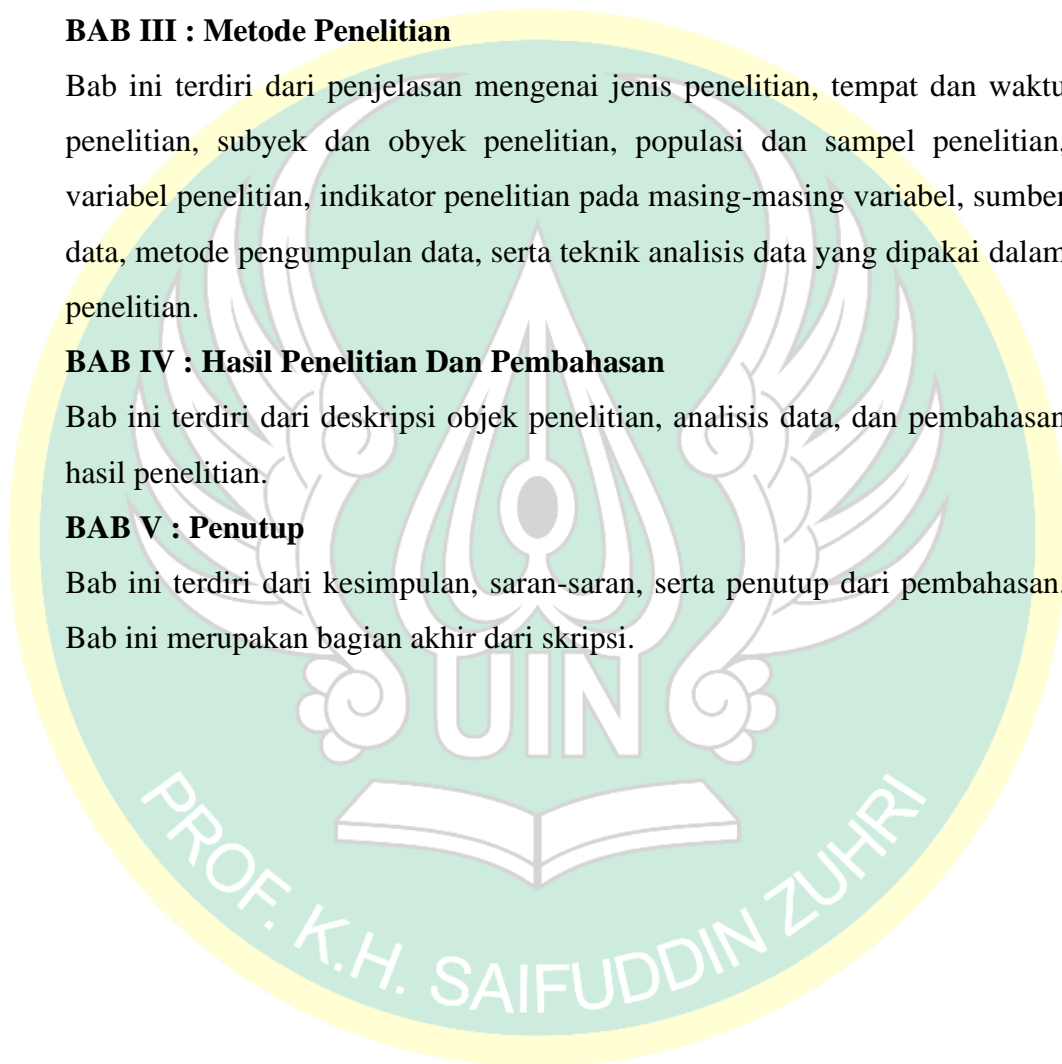 BAB III : Metode Penelitian
Bab ini terdiri dari penjelasan mengenai jenis penelitian, tempat dan waktu
penelitian, subyek dan obyek penelitian, populasi dan sampel penelitian,
variabel penelitian, indikator penelitian pada masing-masing variabel, sumber
data, metode pengumpulan data, serta teknik analisis data yang dipakai dalam
penelitian.
BAB IV : Hasil Penelitian Dan Pembahasan
Bab ini terdiri dari deskripsi objek penelitian, analisis data, dan pembahasan
hasil penelitian.
BAB V : Penutup
Bab ini terdiri dari kesimpulan, saran-saran, serta penutup dari pembahasan.
Bab ini merupakan bagian akhir dari skripsi.
UIN
PROF. K.H. SAIFUDDIN ZUHRI